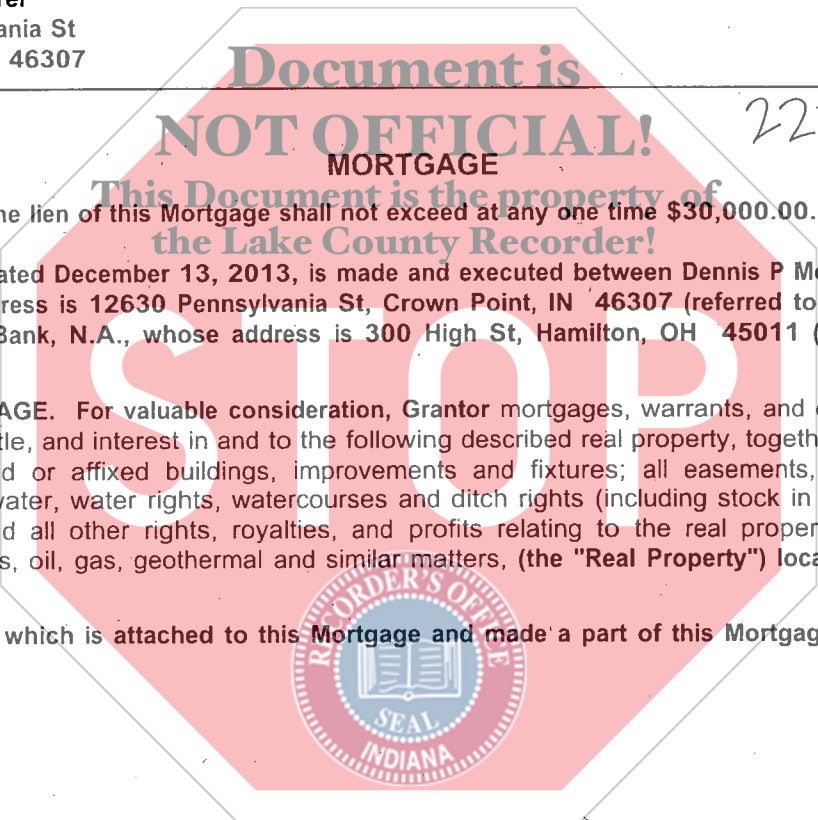 ania St
46307
Document is
NOT OFFICIAL!
22
MORTGAGE
This Document is the property of
the lien of this Mortgage shall not exceed at any one time $30,000.00.
the Lake County Recorder!
ated December 13, 2013, is made and executed between Dennis P M
ress is 12630 Pennsylvania St, Crown Point, IN 46307 (referred to
Bank, N.A., whose address is 300 High St, Hamilton, OH 45011 (
AGE. For valuable consideration, Grantor mortgages, warrants, and
tle, and interest in and to the following described real property, togeth
d or affixed buildings, improvements and fixtures; all easements,
water, water rights, watercourses and ditch rights (including stock in
d all other rights, royalties, and profits relating to the real proper
s, oil, gas, geothermal and similar matters, (the "Real Property") loca
which is attached to this Mortgage and made a part of this Mortgag
STOP
RECORDER'S OFFICE
SEAL
INDIANA